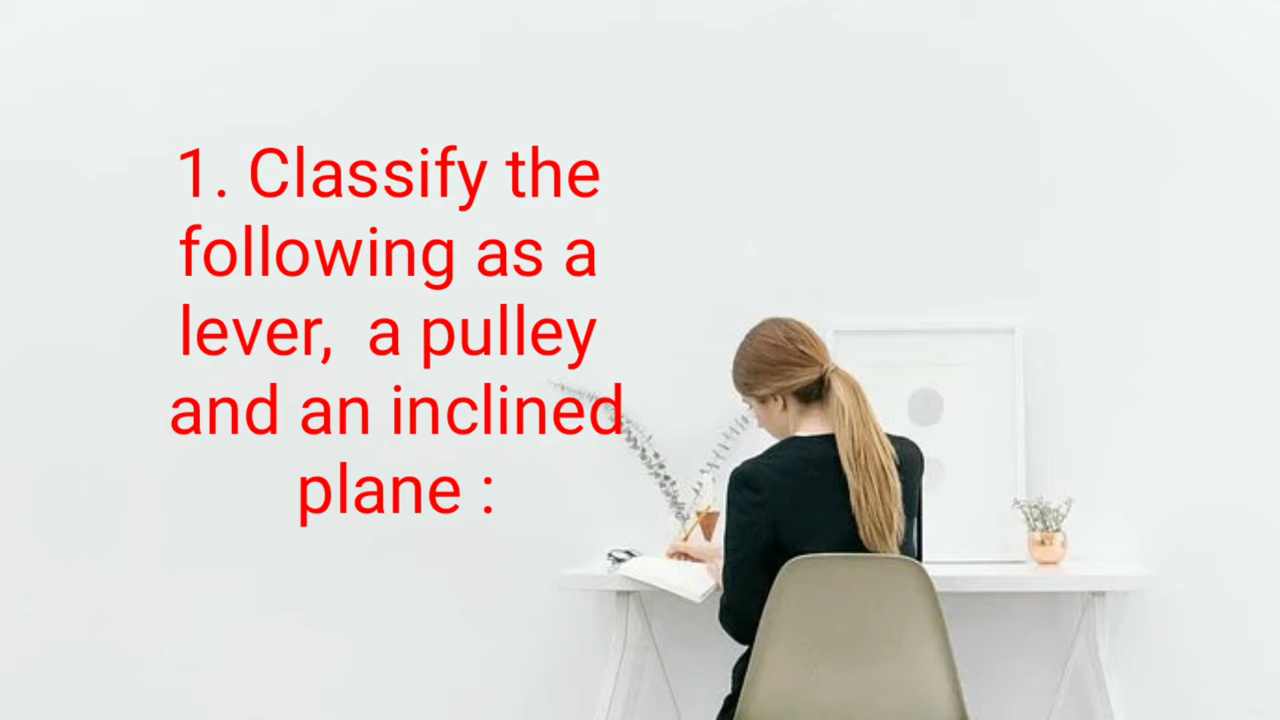 1. Classify the
following as a
lever,  a pulley
and an inclined
plane :